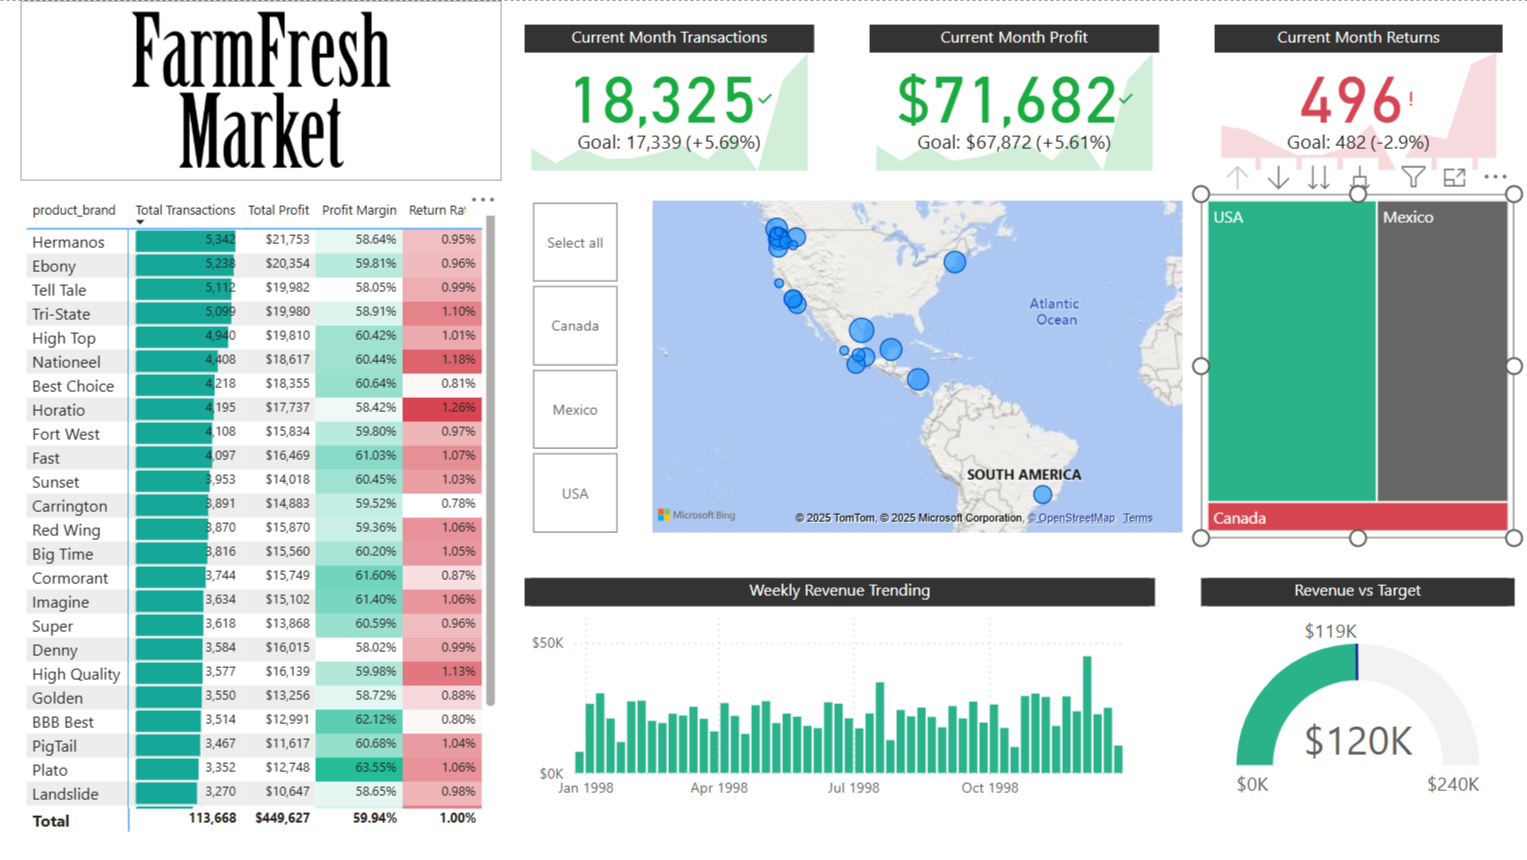 FarmFresh
Market
Current Month Transactions
18,325
Goal: 17,339 (+5.69%)
Current Month Profit
$71,682
Goal: $67,872 (+5.61%)
Current Month Returns
496!
Goal: 482 (-2.9%)
product_brand Total Transactions Total Profit Profit Margin Return Rat
Hermanos 5,342 $21,753 58.64% 0.95%
Ebony 5,238 $20,354 59.81% 0.96%
Tell Tale 5,112 $19,982 58.05% 0.99%
Tri-State 5,099 $19,980 58.91% 1.10%
High Top 4,940 $19,810 60.42% 1.01%
Nationeel 4,408 $18,617 60.44% 1.18%
Best Choice 4,218 $18,355 60.64% 0.81%
Horatio 4,195 $17,737 58.42% 1.26%
Fort West 4,108 $15,834 59.80% 0.97%
Fast 4,097 $16,469 61.03% 1.07%
Sunset 3,953 $14,018 60.45% 1.03%
Carrington 3,891 $14,883 59.52% 0.78%
Red Wing 3,870 $15,870 59.36% 1.06%
Big Time 3,816 $15,560 60.20% 1.05%
Cormorant 3,744 $15,749 61.60% 0.87%
Imagine 3,634 $15,102 61.40% 1.06%
Super 3,618 $13,868 60.59% 0.96%
Denny 3,584 $16,015 58.02% 0.99%
High Quality 3,577 $16,139 59.98% 1.13%
Golden 3,550 $13,256 58.72% 0.88%
BBB Best 3,514 $12,991 62.12% 0.80%
PigTail 3,467 $11,617 60.68% 1.04%
Plato 3,352 $12,748 63.55% 1.06%
Landslide 3,270 $10,647 58.65% 0.98%
Total 113,668 $449,627 59.94% 1.00%
Select all
Canada
Mexico
USA
Atlantic
Ocean
SOUTH AMERICA
Microsoft Bing
© 2025 TomTom, © 2025 Microsoft Corporation, © OpenStreetMap Terms
USA
Mexico
Canada
Weekly Revenue Trending
$50K
$0K
Jan 1998 Apr 1998 Jul 1998 Oct 1998
Revenue vs Target
$119K
$120K
$0K $240K